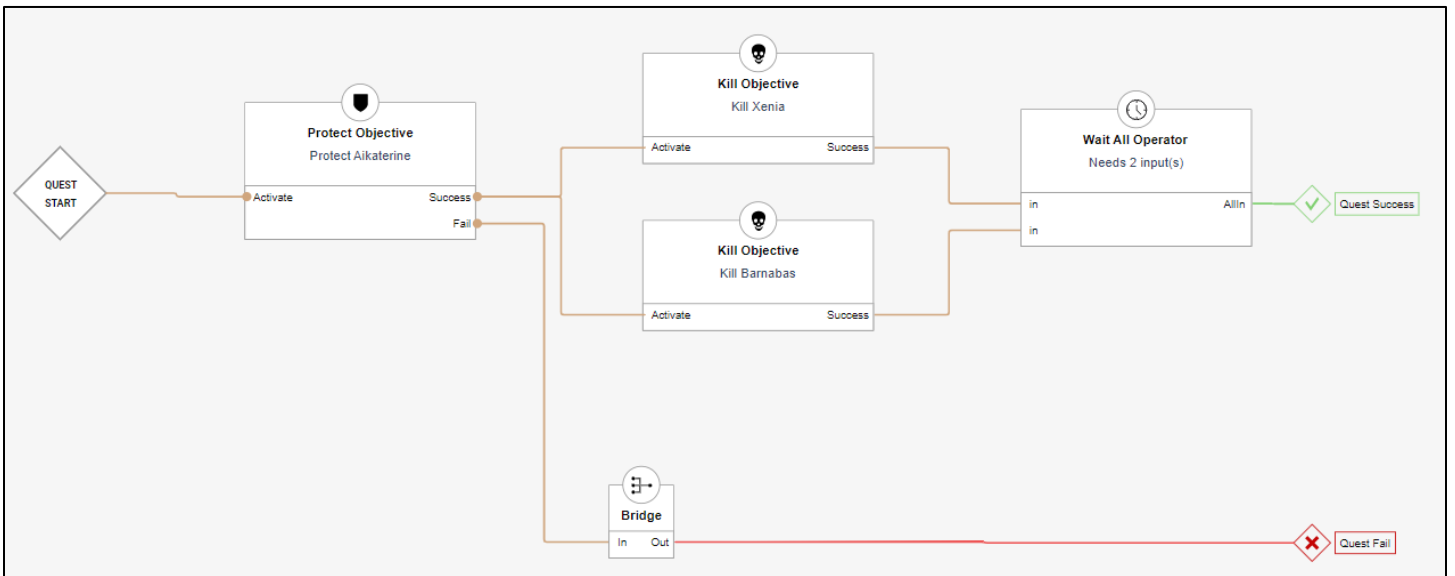 QUEST
START
Protect Objective
Protect Aikaterine
Activate
Success
Fail
Kill Objective
Kill Xenia
Activate
Success
Kill Objective
Kill Barnabas
Activate
Success
Wait All Operator
Needs 2 input(s)
in
AllIn
in
Quest Success
Bridge
In
Out
Quest Fail